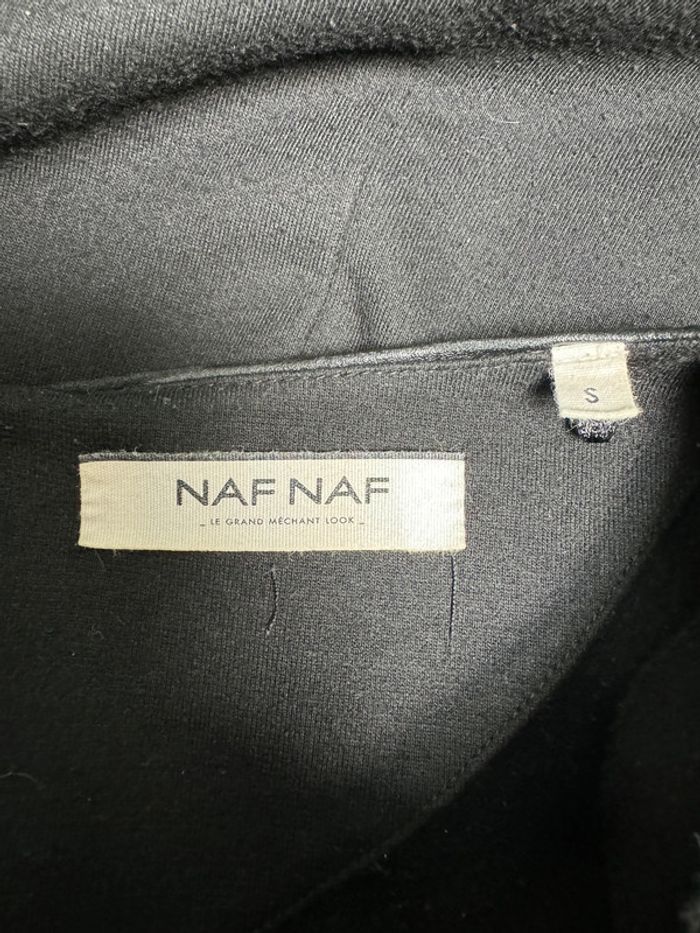 S
NAF NAF
_ LE GRAND MÉCHANT LOOK _